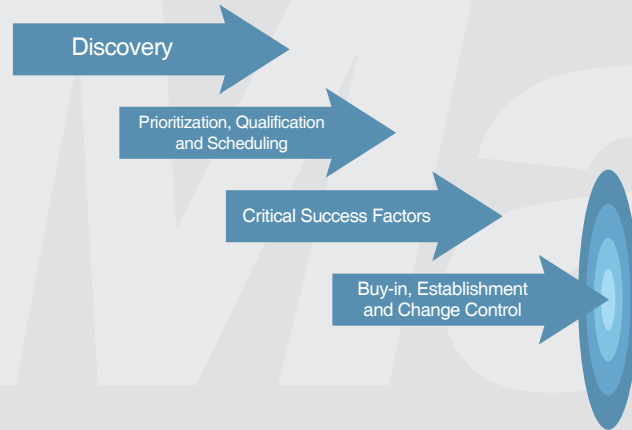 Discovery
Prioritization, Qualification
and Scheduling
Critical Success Factors
Buy-in, Establishment
and Change Control